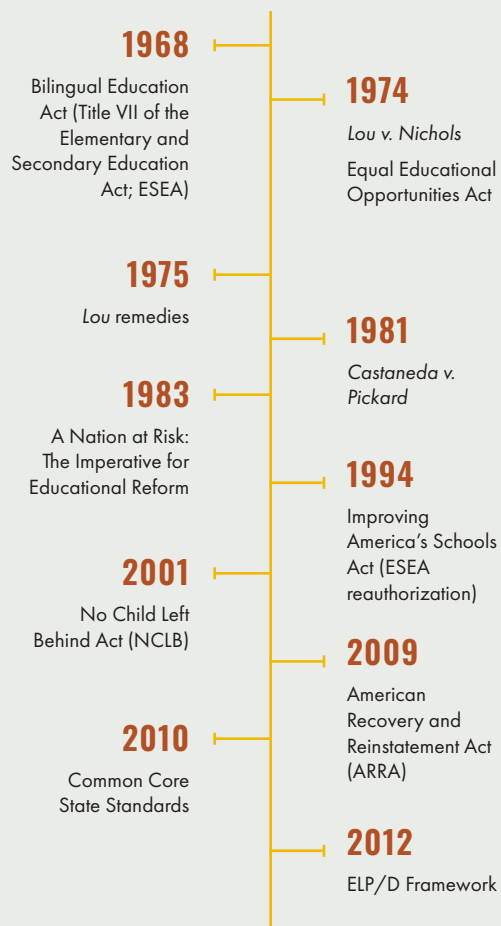 1968
Bilingual Education
Act (Title VII of the
Elementary and
Secondary Education
Act; ESEA)
1974
Lou v. Nichols
Equal Educational
Opportunities Act
1975
Lou remedies
1981
Castaneda v.
Pickard
1983
A Nation at Risk:
The Imperative for
Educational Reform
1994
Improving
America’s Schools
Act (ESEA
reauthorization)
2001
No Child Left
Behind Act (NCLB)
2009
American
Recovery and
Reinstatement Act
(ARRA)
2010
Common Core
State Standards
2012
ELP/D Framework